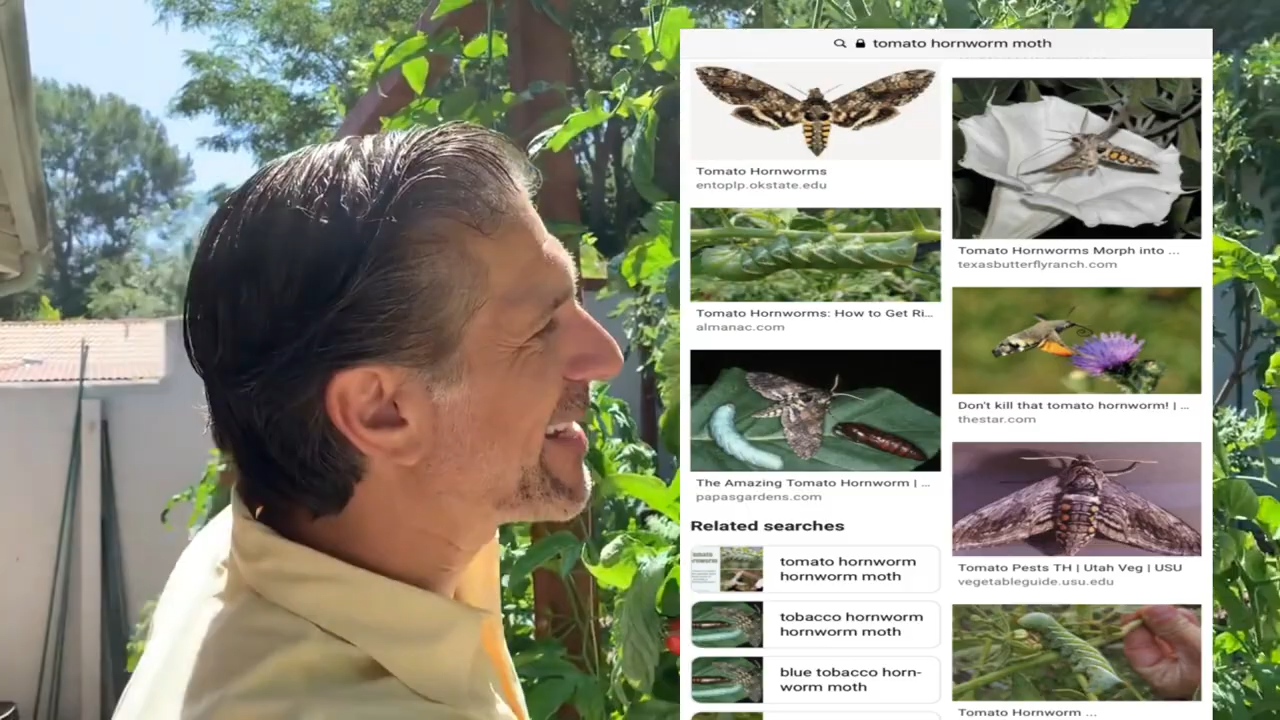 tomato hornworm moth
Tomato Hornworms
entoplp.okstate.edu
Tomato Hornworms: How to Get Ri...
almanac.com
The Amazing Tomato Hornworm | ...
papasgardens.com
Related searches
tomato hornworm
hornworm moth
tobacco hornworm
hornworm moth
blue tobacco horn-
worm moth
Tomato Hornworms Morph into ...
texasbutterflyranch.com
Don't kill that tomato hornworm! | ...
thestar.com
Tomato Pests TH | Utah Veg | USU
vegetableguide.usu.edu
Tomato Hornworm ...